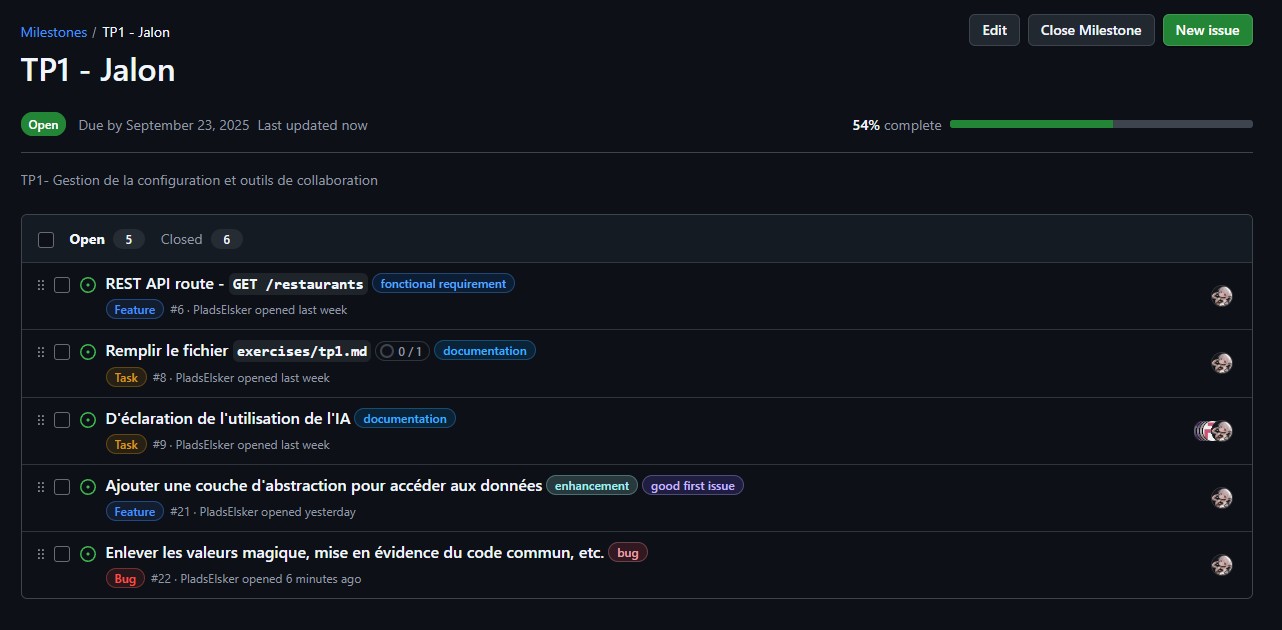 Milestones / TP1 - Jalon
Edit
Close Milestone
New issue
TP1 - Jalon
Open Due by September 23, 2025 Last updated now
54% complete
TP1- Gestion de la configuration et outils de collaboration
Open 5 Closed 6
REST API route - GET /restaurants fonctional requirement
Feature #6 · PladsElsker opened last week
Remplir le fichier exercises/tp1.md 0 / 1 documentation
Task #8 · PladsElsker opened last week
D'éclaration de l'utilisation de l'IA documentation
Task #9 · PladsElsker opened last week
Ajouter une couche d'abstraction pour accéder aux données enhancement good first issue
Feature #21 · PladsElsker opened yesterday
Enlever les valeurs magique, mise en évidence du code commun, etc. bug
Bug #22 · PladsElsker opened 6 minutes ago